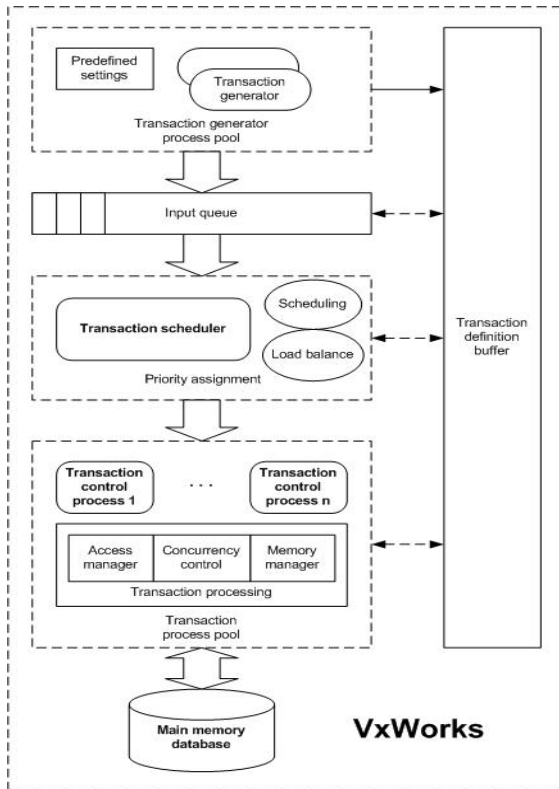 Predefined
settings
Transaction
generator
Transaction generator
process pool
Input queue
Transaction scheduler
Scheduling
Load balance
Priority assignment
Transaction
definition
buffer
Transaction
control
process 1
. . .
Transaction
control
process n
Access
manager
Concurrency
control
Memory
manager
Transaction processing
Transaction
process pool
Main memory
database
VxWorks